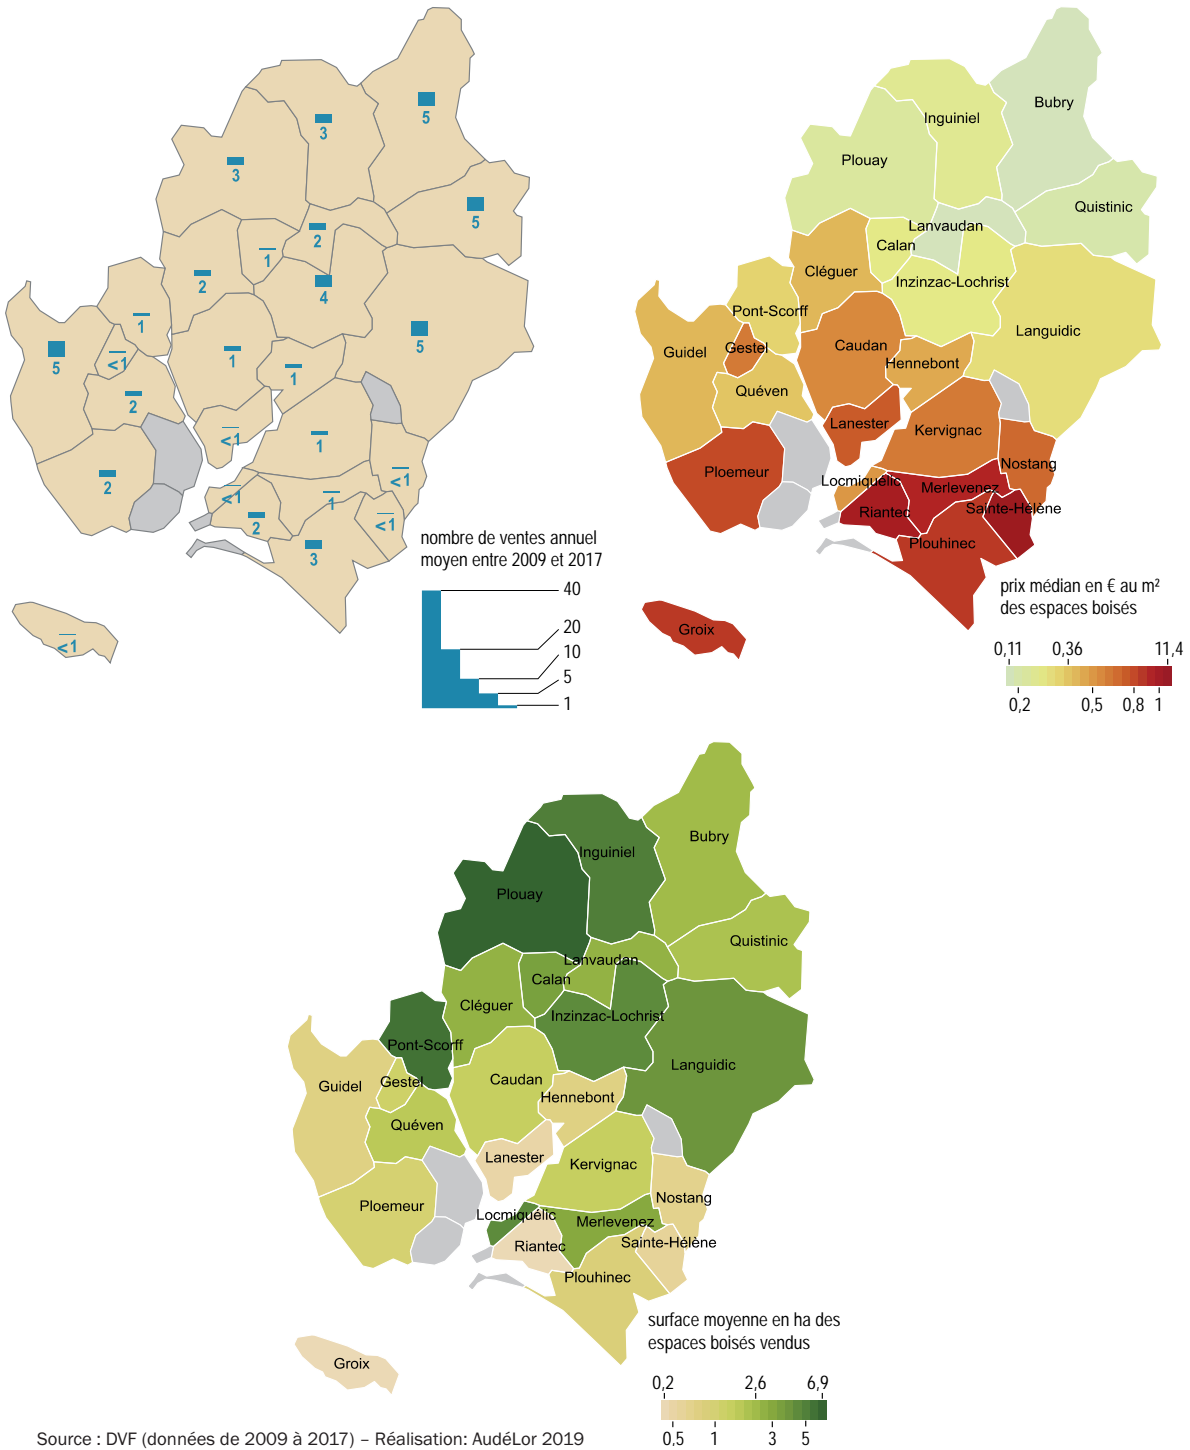 5
3
3
5
2
1
2
4
1
5
5
<1
1
1
2
<1
1
2
<1
<1
1
2
<1
3
<1
nombre de ventes annuel
moyen entre 2009 et 2017
40
20
10
5
1
Bubry
Inguiniel
Plouay
Quistinic
Lanvaudan
Calan
Cléguer
Inzinzac-Lochrist
Pont-Scorff
Languidic
Guidel
Gestel
Caudan
Hennebont
Quéven
Lanester
Kervignac
Ploemeur
Nostang
Locmiquélic
Merlevenez
Riantec
Sainte-Hélène
Plouhinec
Groix
prix médian en € au m²
des espaces boisés
0,11 0,36 11,4
0,2 0,5 0,8 1
Bubry
Inguiniel
Plouay
Quistinic
Lanvaudan
Calan
Cléguer
Inzinzac-Lochrist
Pont-Scorff
Languidic
Guidel
Gestel
Caudan
Hennebont
Quéven
Lanester
Kervignac
Nostang
Ploemeur
Locmiquélic
Merlevenez
Riantec
Sainte-Hélène
Plouhinec
Groix
surface moyenne en ha des
espaces boisés vendus
0,2 2,6 6,9
0,5 1 3 5
Source : DVF (données de 2009 à 2017) – Réalisation: AudéLor 2019